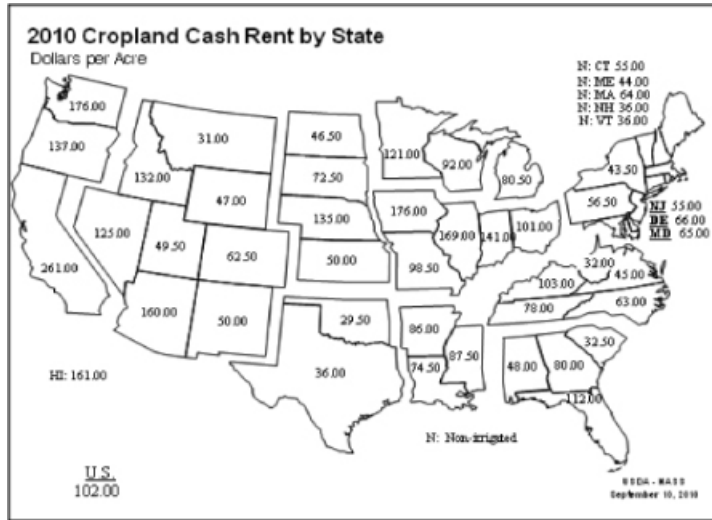 2010 Cropland Cash Rent by State
Dollars per Acre
N: CT 55.00
N: ME 44.00
N: MA 64.00
N: NH 36.00
N: VT 36.00
176.00
137.00
31.00
46.50
121.00
92.00
80.50
43.50
132.00
47.00
72.50
56.50
NJ 55.00
DE 66.00
MD 65.00
125.00
49.50
62.50
135.00
176.00
169.00
141.00
101.00
32.00
45.00
261.00
50.00
98.50
103.00
78.00
63.00
160.00
50.00
29.50
86.00
32.50
36.00
74.50
87.50
48.00
80.00
112.00
HI: 161.00
N: Non-irrigated
U.S.
102.00
USDA - NASS
September 10, 2010